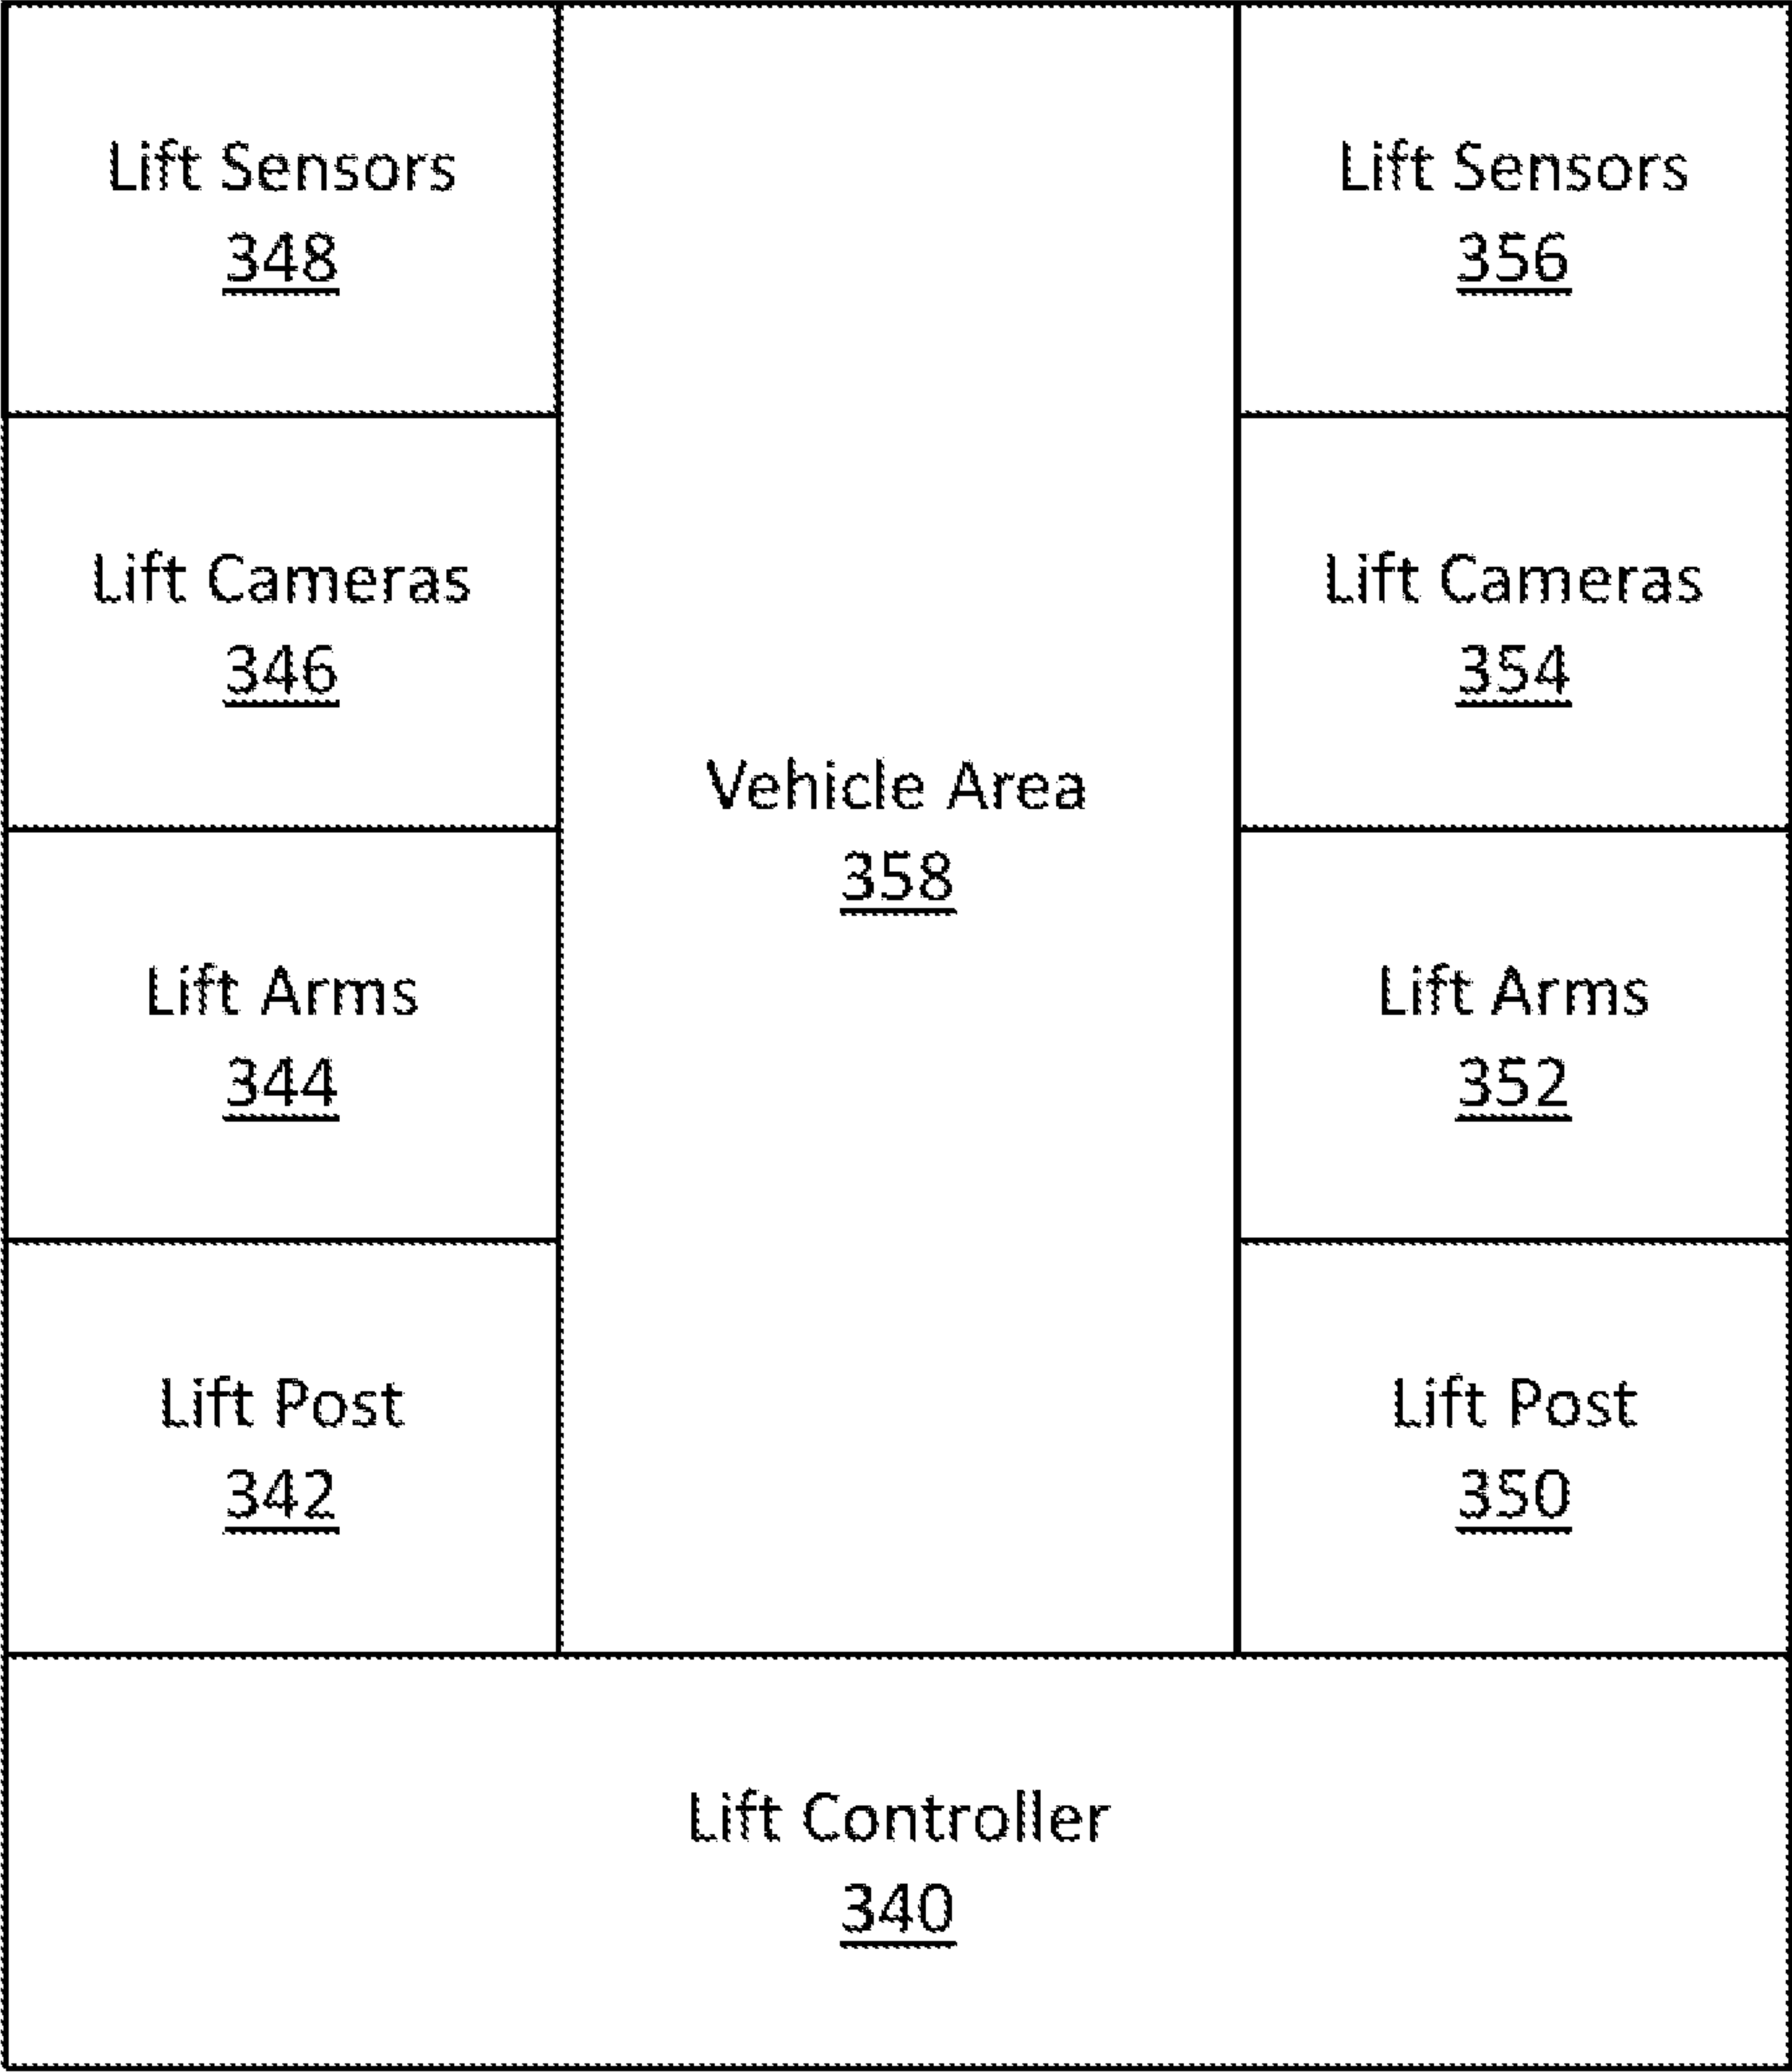 Lift Sensors
348
Lift Cameras
346
Lift Arms
344
Lift Post
342
Vehicle Area
358
Lift Sensors
356
Lift Cameras
354
Lift Arms
352
Lift Post
350
Lift Controller
340